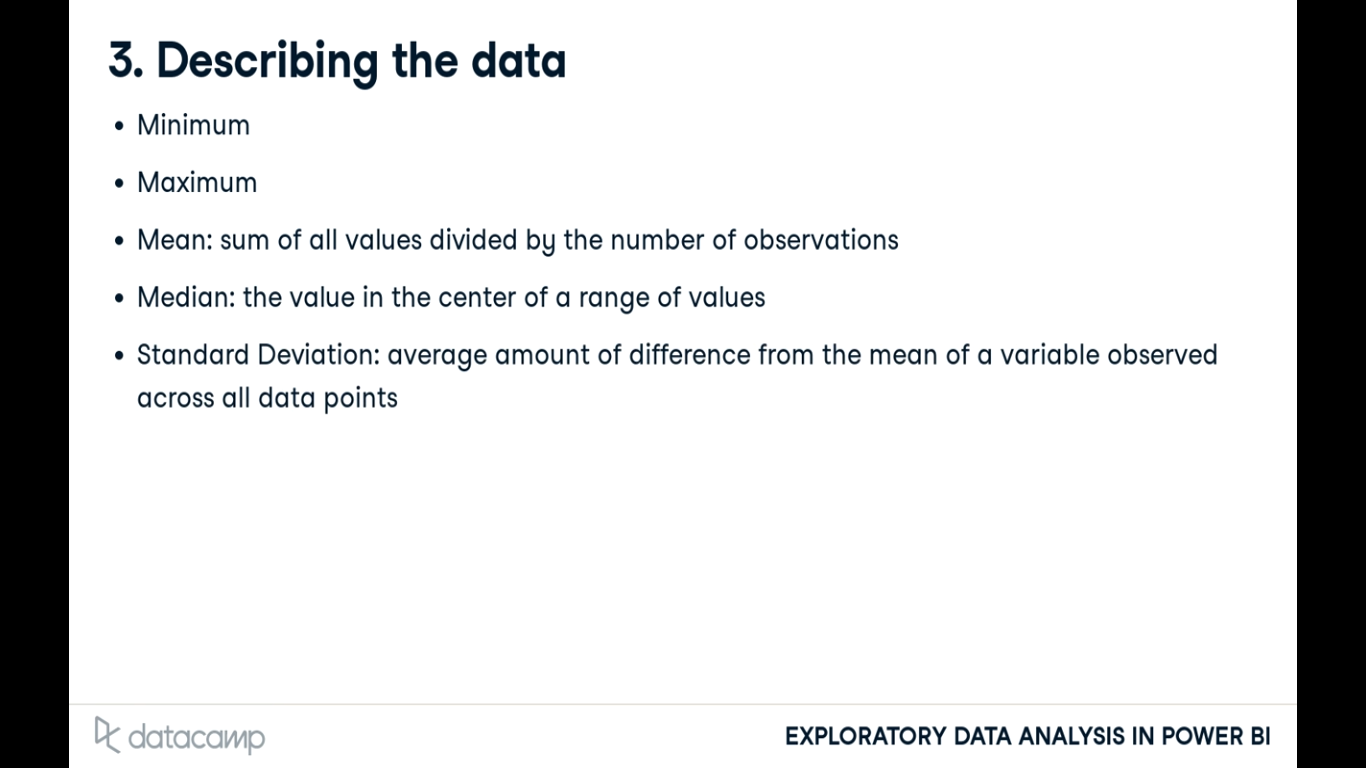 3. Describing the data
• Minimum
• Maximum
• Mean: sum of all values divided by the number of observations
• Median: the value in the center of a range of values
• Standard Deviation: average amount of difference from the mean of a variable observed
across all data points
datacamp
EXPLORATORY DATA ANALYSIS IN POWER BI